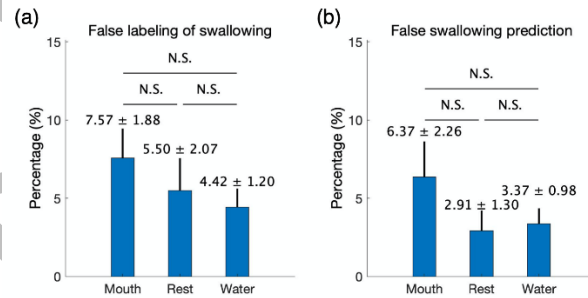 (a)
False labeling of swallowing
15
N.S.
N.S. N.S.
10
7.57 ± 1.88
5.50 ± 2.07
4.42 ± 1.20
5
0
Percentage (%)
Mouth Rest Water
(b)
False swallowing prediction
15
N.S.
N.S. N.S.
10
6.37 ± 2.26
2.91 ± 1.30
3.37 ± 0.98
5
0
Percentage (%)
Mouth Rest Water